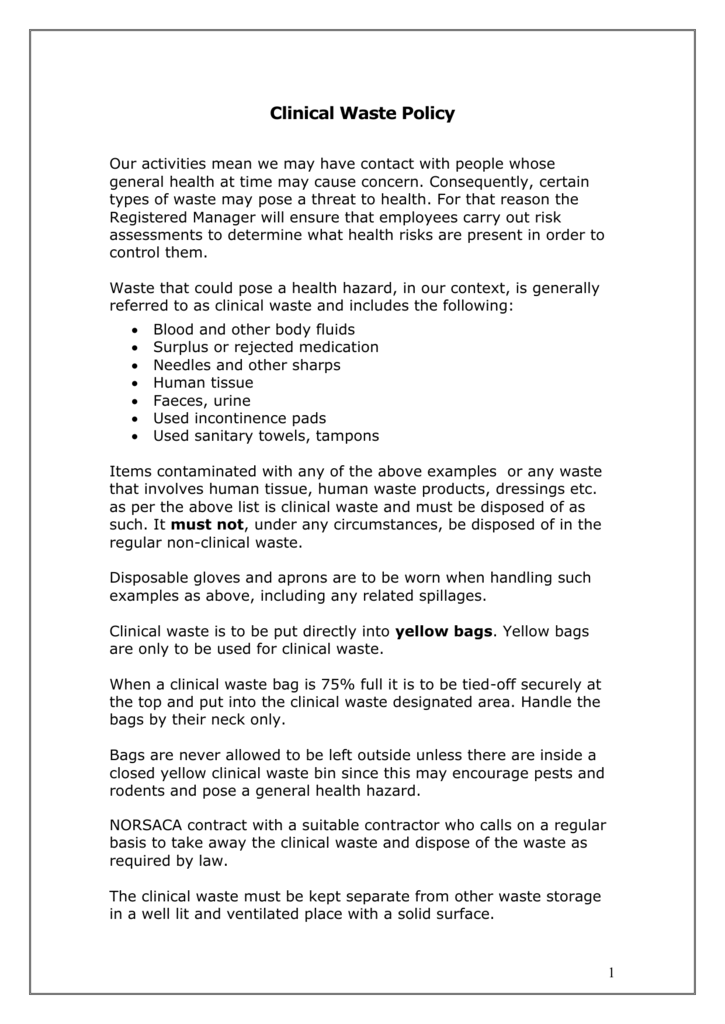 Clinical Waste Policy
Our activities mean we may have contact with people whose
general health at time may cause concern. Consequently, certain
types of waste may pose a threat to health. For that reason the
Registered Manager will ensure that employees carry out risk
assessments to determine what health risks are present in order to
control them.
Waste that could pose a health hazard, in our context, is generally
referred to as clinical waste and includes the following:
• Blood and other body fluids
• Surplus or rejected medication
• Needles and other sharps
• Human tissue
• Faeces, urine
• Used incontinence pads
• Used sanitary towels, tampons
Items contaminated with any of the above examples  or any waste
that involves human tissue, human waste products, dressings etc.
as per the above list is clinical waste and must be disposed of as
such. It must not, under any circumstances, be disposed of in the
regular non-clinical waste.
Disposable gloves and aprons are to be worn when handling such
examples as above, including any related spillages.
Clinical waste is to be put directly into yellow bags. Yellow bags
are only to be used for clinical waste.
When a clinical waste bag is 75% full it is to be tied-off securely at
the top and put into the clinical waste designated area. Handle the
bags by their neck only.
Bags are never allowed to be left outside unless there are inside a
closed yellow clinical waste bin since this may encourage pests and
rodents and pose a general health hazard.
NORSACA contract with a suitable contractor who calls on a regular
basis to take away the clinical waste and dispose of the waste as
required by law.
The clinical waste must be kept separate from other waste storage
in a well lit and ventilated place with a solid surface.
1